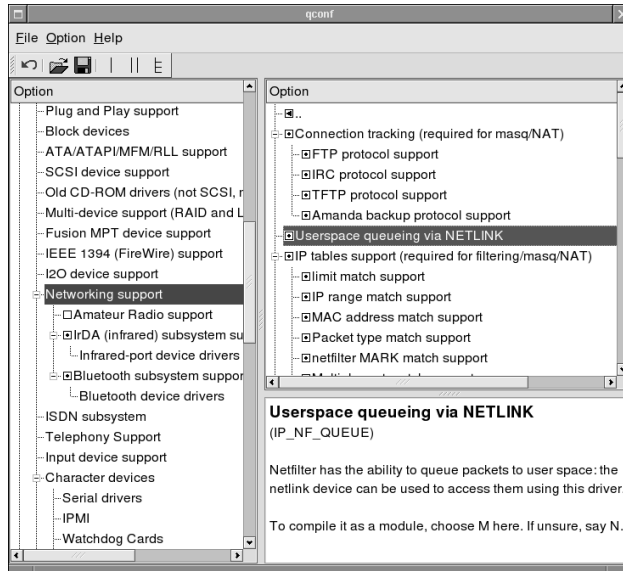 qconf
File Option Help
Option
Plug and Play support
Block devices
ATA/ATAPI/MFM/RLL support
SCSI device support
Old CD-ROM drivers (not SCSI,
Multi-device support (RAID and L
Fusion MPT device support
IEEE 1394 (FireWire) support
I2O device support
Networking support
Amateur Radio support
IrDA (infrared) subsystem su
Infrared-port device drivers
Bluetooth subsystem suppor
Bluetooth device drivers
ISDN subsystem
Telephony Support
Input device support
Character devices
Serial drivers
IPMI
Watchdog Cards
Option
..
Connection tracking (required for masq/NAT)
FTP protocol support
IRC protocol support
TFTP protocol support
Amanda backup protocol support
Userspace queueing via NETLINK
IP tables support (required for filtering/masq/NAT)
limit match support
IP range match support
MAC address match support
Packet type match support
netfilter MARK match support
Userspace queueing via NETLINK
(IP_NF_QUEUE)
Netfilter has the ability to queue packets to user space: the
netlink device can be used to access them using this driver.
To compile it as a module, choose M here. If unsure, say N.